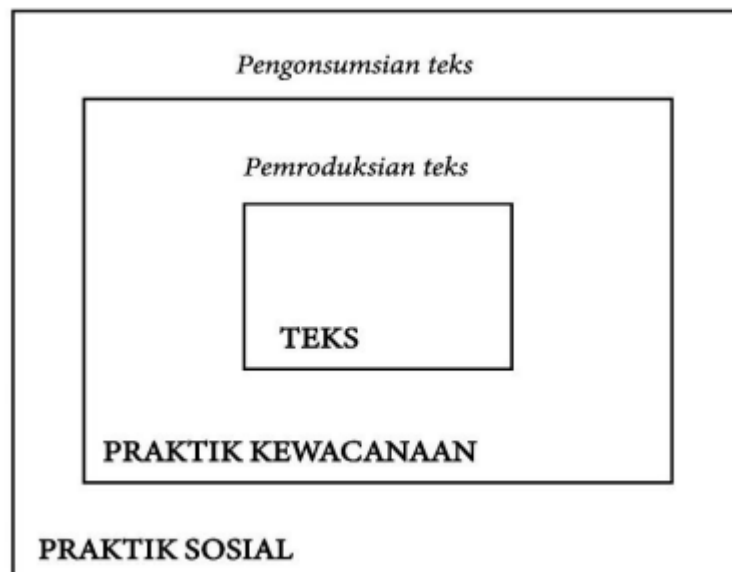 Pengonsumsian teks
Pemroduksian teks
TEKS
PRAKTIK KEWACANAAN
PRAKTIK SOSIAL